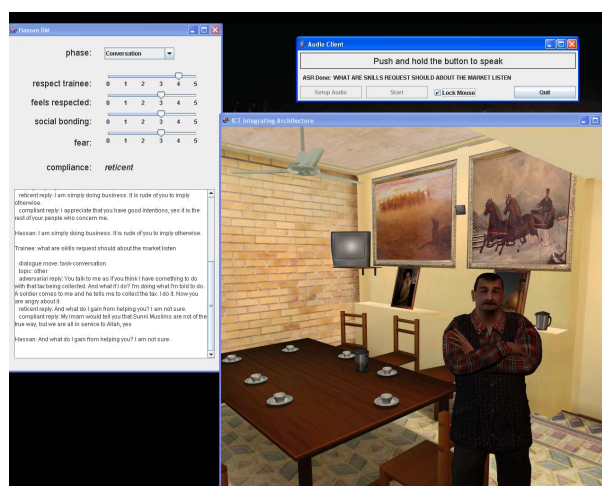 Hassan DM
phase:
Conversation
respect trainee:
0 1 2 3 4 5
feels respected:
0 1 2 3 4 5
social bonding:
0 1 2 3 4 5
fear:
0 1 2 3 4 5
compliance:
reticent
reticent reply: I am simply doing business. It is rude of you to imply
otherwise.
compliant reply: I appreciate that you have good intentions, yes it is the
rest of your people who concern me.
Hassan: I am simply doing business. It is rude of you to imply otherwise.
Trainee: what are skills request should about the market listen
dialogue move: task-conversation
topic: other
adversarial reply: You talk to me as if you think I have something to do
with that tax being collected. And what if I do? I'm doing what I'm told to do.
A soldier comes to me and he tells me to collect the tax. I do it. Now you
are angry about it
reticent reply: And what do I gain from helping you? I am not sure.
compliant reply: My imam would tell you that Sunni Muslims are not of the
true way, but we are all in service to Allah, yes
Hassan: And what do I gain from helping you? I am not sure.
Audio Client
Push and hold the button to speak
ASR Done: WHAT ARE SKILLS REQUEST SHOULD ABOUT THE MARKET LISTEN
Setup Audio
Start
Lock Mouse
Quit
ICT Integrating Architecture